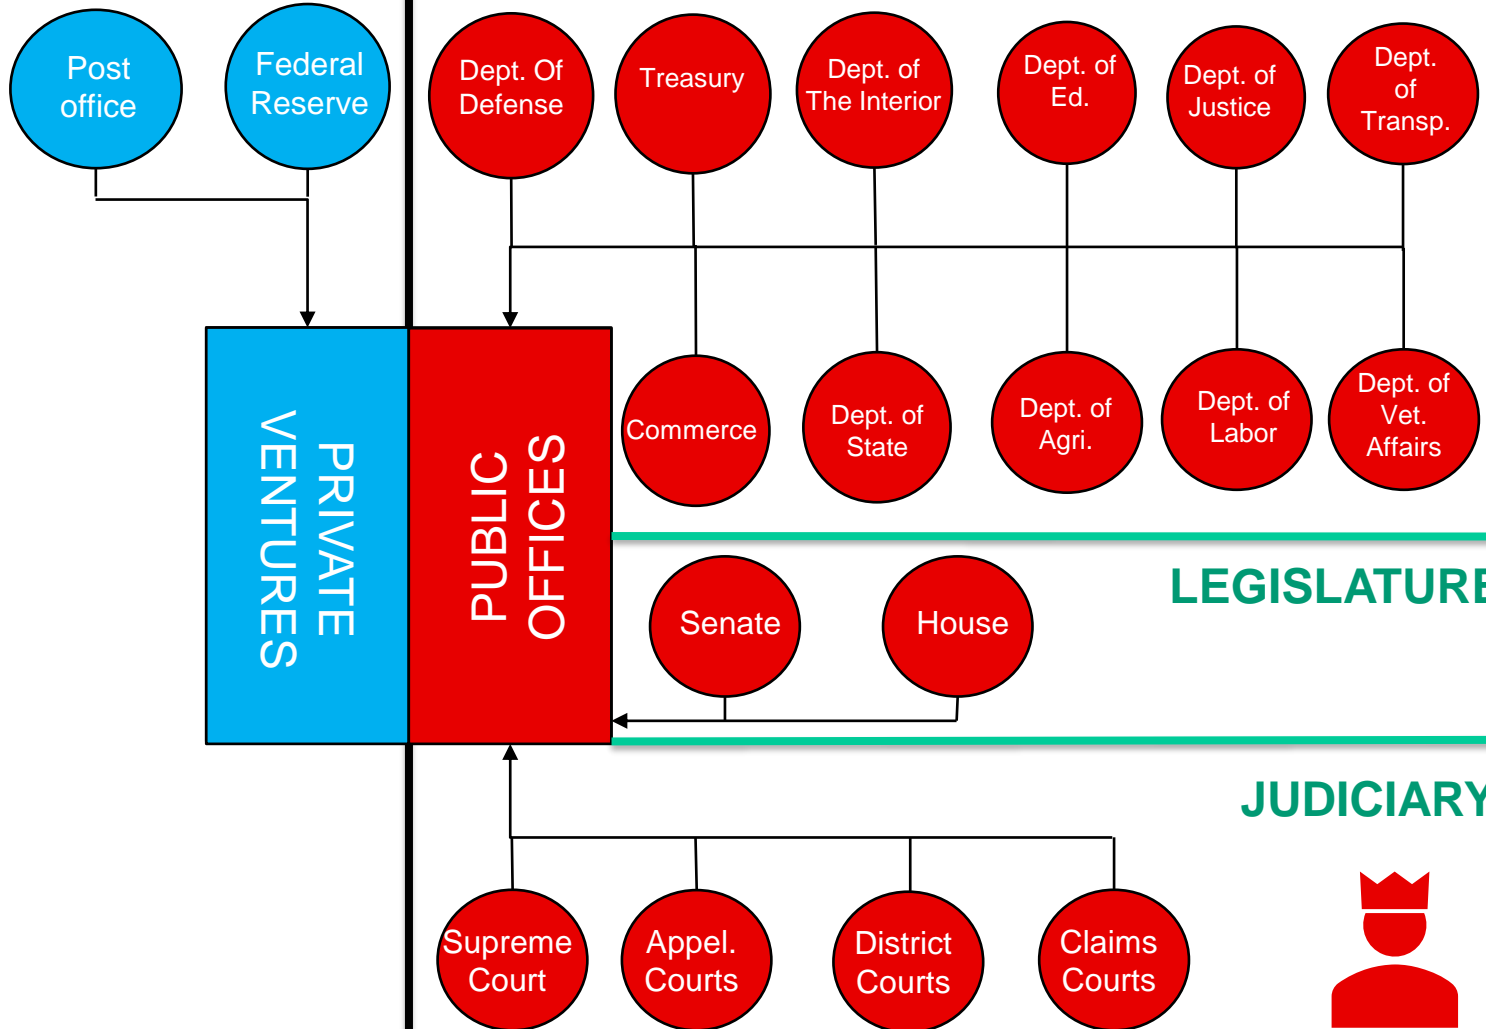 Post
office
Federal
Reserve
Dept. Of
Defense
Treasury
Dept. of
The Interior
Dept. of
Ed.
Dept. of
Justice
Dept.
of
Transp.
PRIVATE
VENTURES
PUBLIC
OFFICES
Commerce
Dept. of
State
Dept. of
Agri.
Dept. of
Labor
Dept. of
Vet.
Affairs
LEGISLATURE
Senate
House
JUDICIARY
Supreme
Court
Appel.
Courts
District
Courts
Claims
Courts